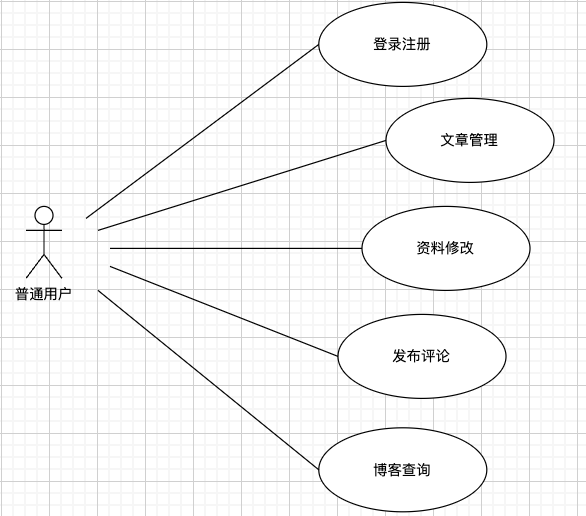 登录注册
文章管理
资料修改
普通用户
发布评论
博客查询